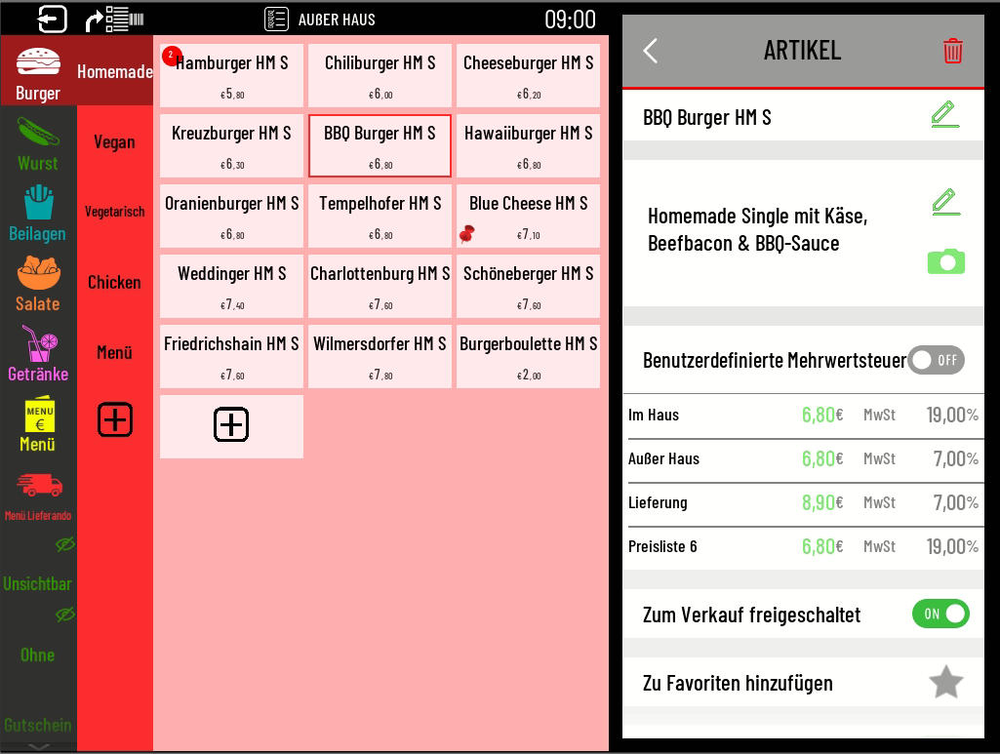 AUßER HAUS
09:00
Burger
Wurst
Beilagen
Salate
Getränke
MENU
€
Menü
Menü Lieferando
Unsichtbar
Ohne
Gutschein
Homemade
Vegan
Vegetarisch
Chicken
Menü
2
Hamburger HM S
€5,80
Chiliburger HM S
€6,00
Cheeseburger HM S
€6,20
Kreuzburger HM S
€6,30
BBQ Burger HM S
€6,80
Hawaiiburger HM S
€6,80
Oranienburger HM S
€6,80
Tempelhofer HM S
€6,80
Blue Cheese HM S
€7,10
Weddinger HM S
€7,40
Charlottenburg HM S
€7,60
Schöneberger HM S
€7,60
Friedrichshain HM S
€7,60
Wilmersdorfer HM S
€7,80
Burgerboulette HM S
€2,00
ARTIKEL
BBQ Burger HM S
Homemade Single mit Käse,
Beefbacon & BBQ-Sauce
Benutzerdefinierte Mehrwertsteuer OFF
Im Haus 6,80€ MwSt 19,00%
Außer Haus 6,80€ MwSt 7,00%
Lieferung 8,90€ MwSt 7,00%
Preisliste 6 6,80€ MwSt 19,00%
Zum Verkauf freigeschaltet ON
Zu Favoriten hinzufügen